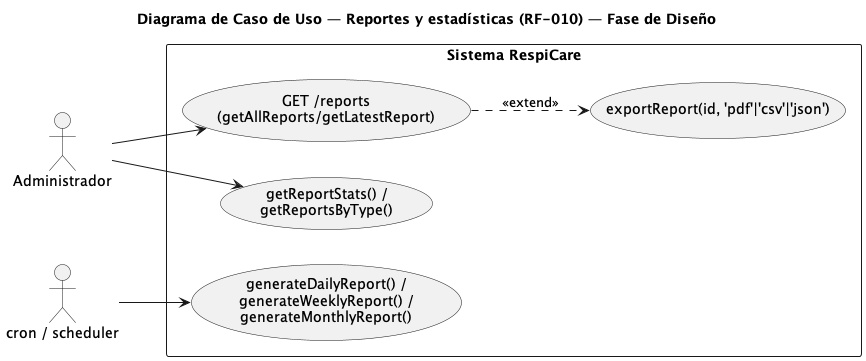 Diagrama de Caso de Uso — Reportes y estadísticas (RF-010) — Fase de Diseño
Sistema RespiCare
GET /reports
(getAllReports/getLatestReport)
«extend»
exportReport(id, 'pdf'|'csv'|'json')
Administrador
getReportStats() /
getReportsByType()
generateDailyReport() /
generateWeeklyReport() /
generateMonthlyReport()
cron / scheduler